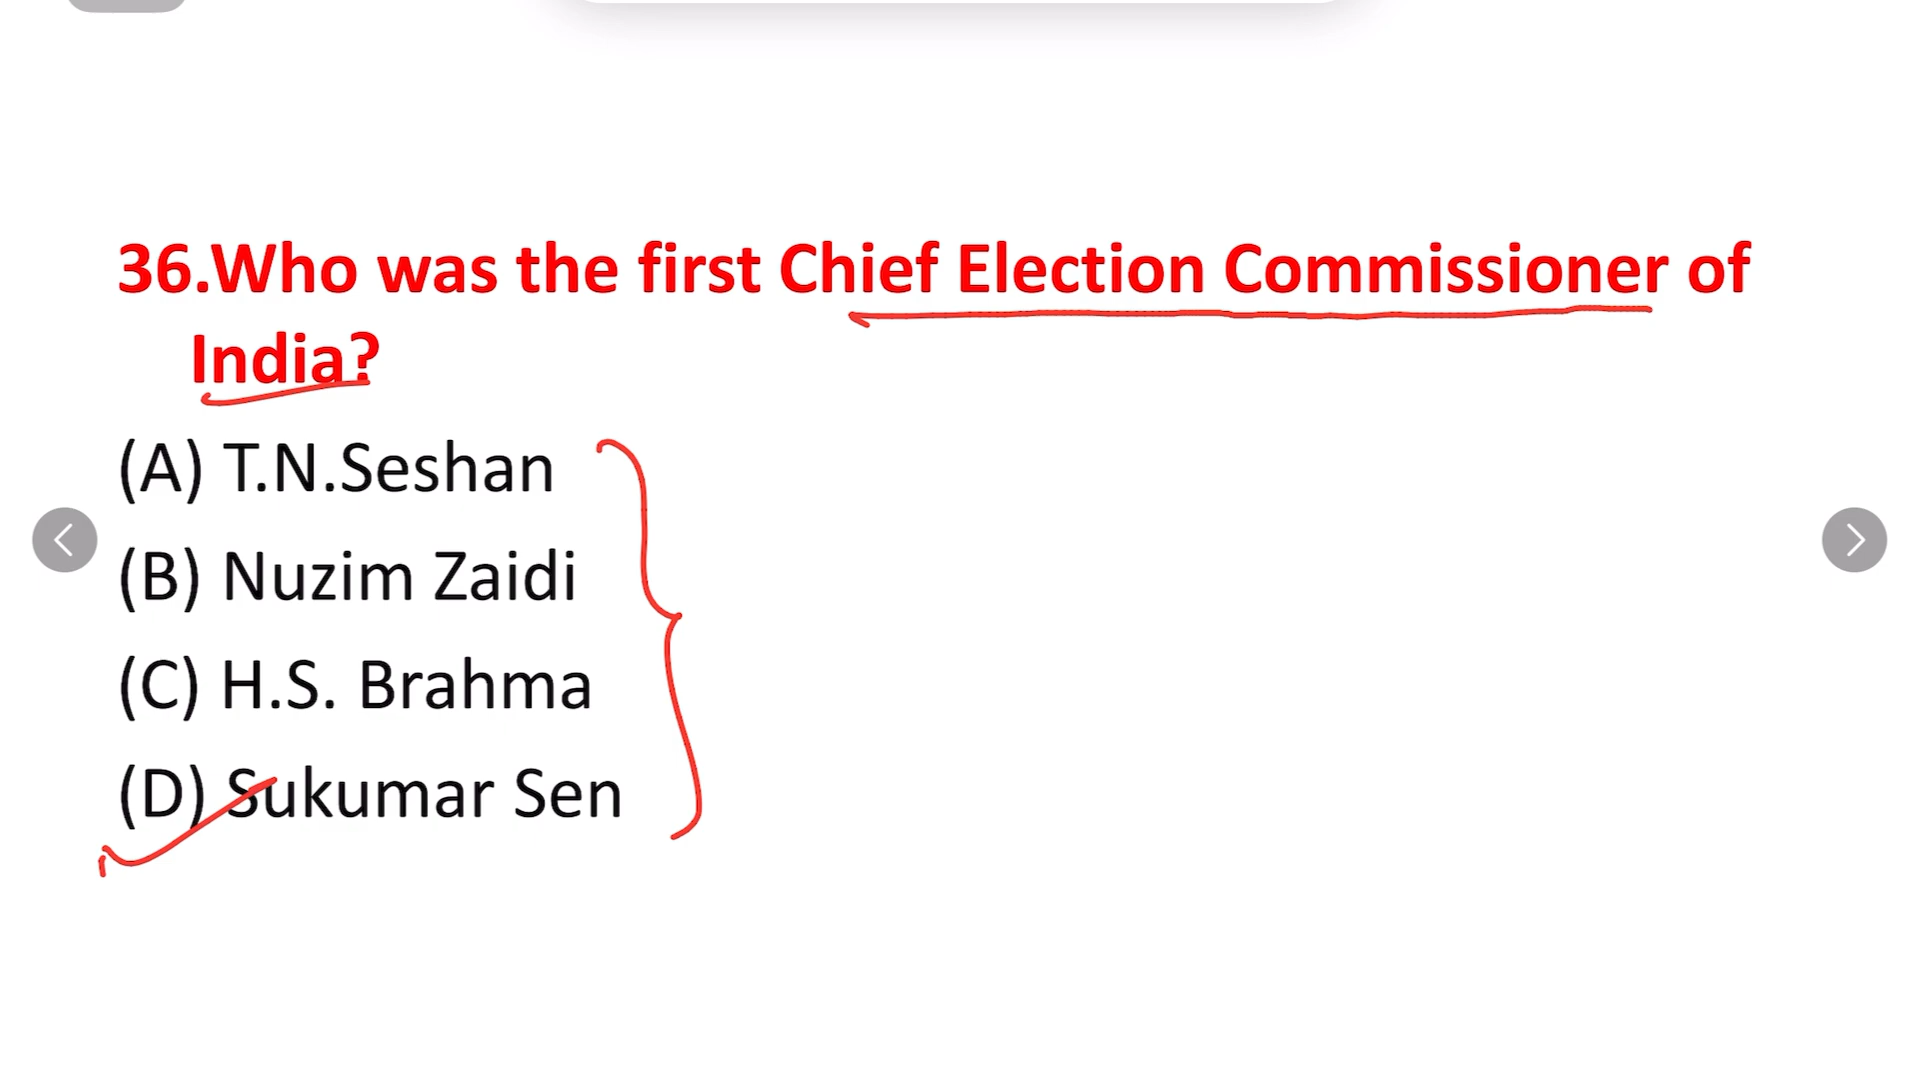 36.Who was the first Chief Election Commissioner of
India?
(A) T.N.Seshan
(B) Nuzim Zaidi
(C) H.S. Brahma
(D) Sukumar Sen